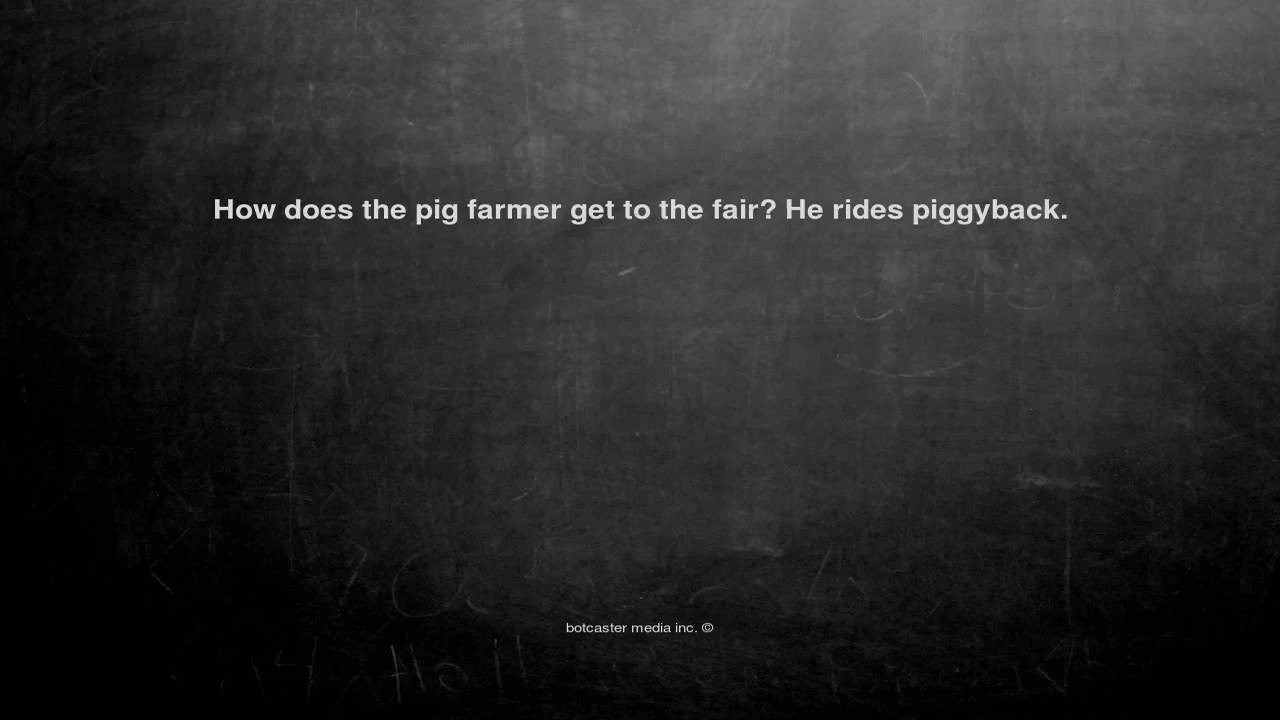 How does the pig farmer get to the fair? He rides piggyback.
botcaster media inc. ©